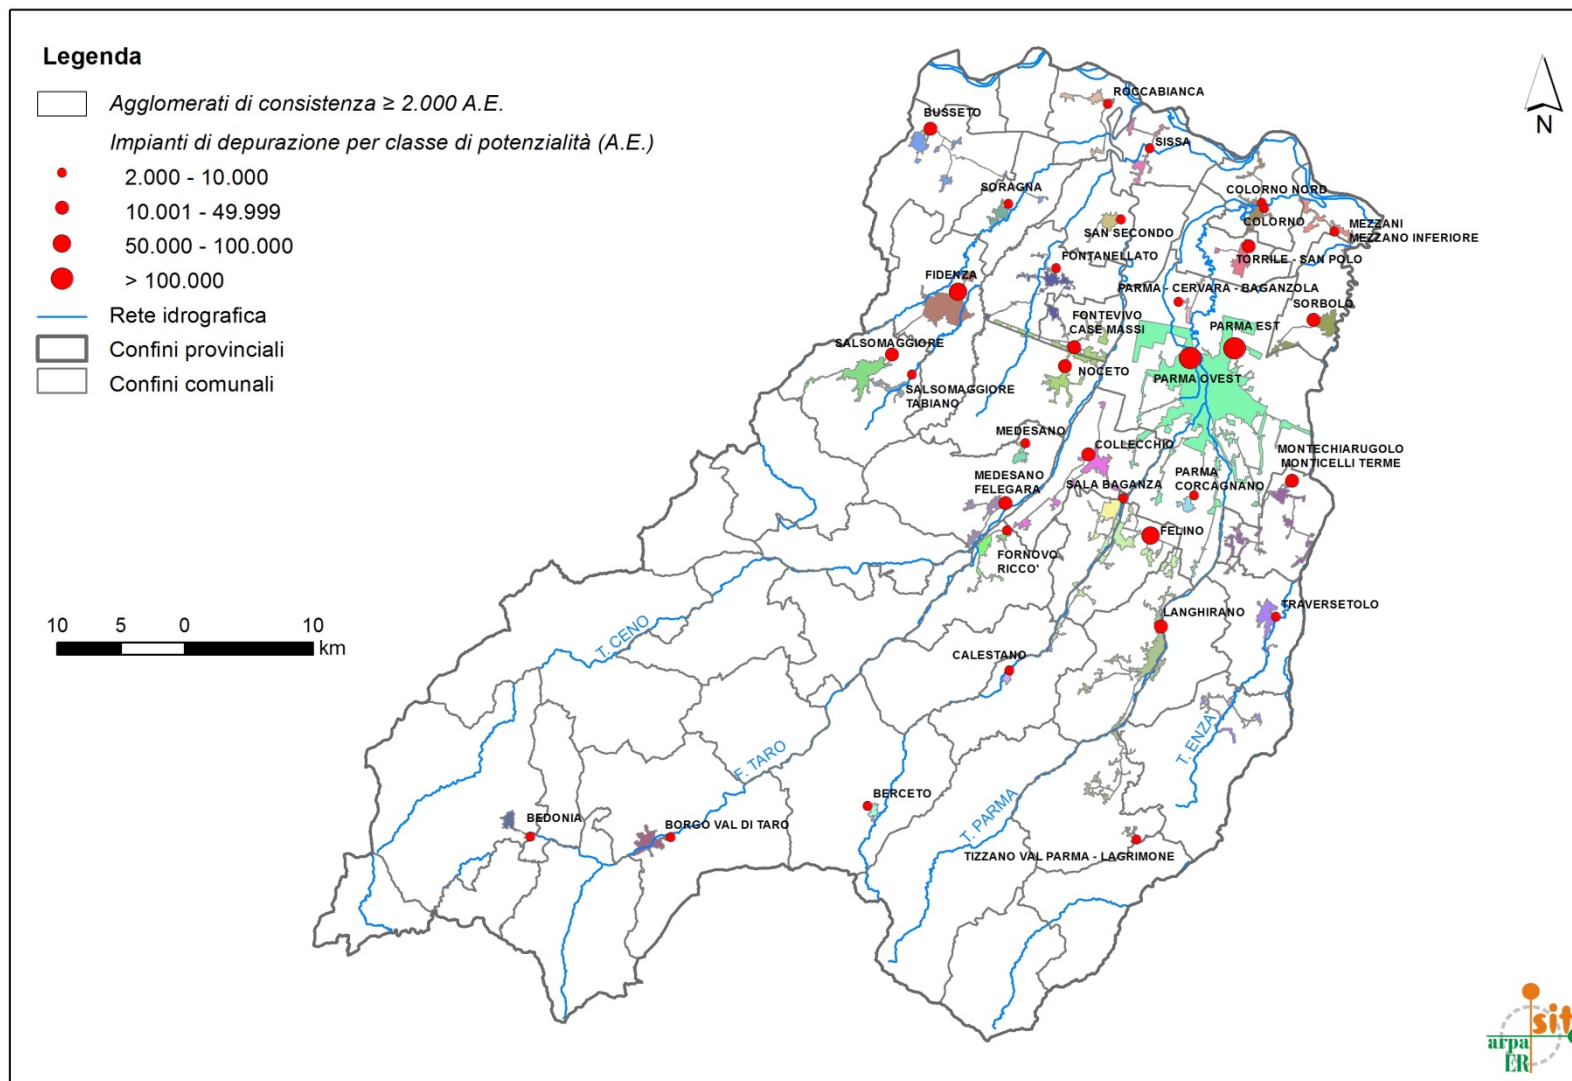 Legenda
Agglomerati di consistenza ≥ 2.000 A.E.
Impianti di depurazione per classe di potenzialità (A.E.)
2.000 - 10.000
10.001 - 49.999
50.000 - 100.000
> 100.000
Rete idrografica
Confini provinciali
Confini comunali
N
ROCCABIANCA
BUSSETO
SISSA
SORAGNA
COLORNO NORD
COLORNO
SAN SECONDO
MEZZANI
MEZZANO INFERIORE
TORRILE - SAN POLO
FONTANELLATO
FIDENZA
PARMA - CERVARA - BAGANZOLA
SORBOLO
FONTEVIVO
CASE MASSI
PARMA EST
SALSOMAGGIORE
NOCETO
PARMA OVEST
SALSOMAGGIORE
TABIANO
MEDESANO
COLLECCHIO
MONTECHIARUGOLO
MONTICELLI TERME
MEDESANO
FELEGARA
SALA BAGANZA
PARMA
CORCAGNANO
FELINO
FORNOVO
RICCO'
LANGHIRANO
TRAVERSETOLO
10 5 0 10
km
T. CENO
CALESTANO
T. ENZA
F. TARO
BERCETO
T. PARMA
BEDONIA
BORGO VAL DI TARO
TIZZANO VAL PARMA - LAGRIMONE
sit
arpa
ER